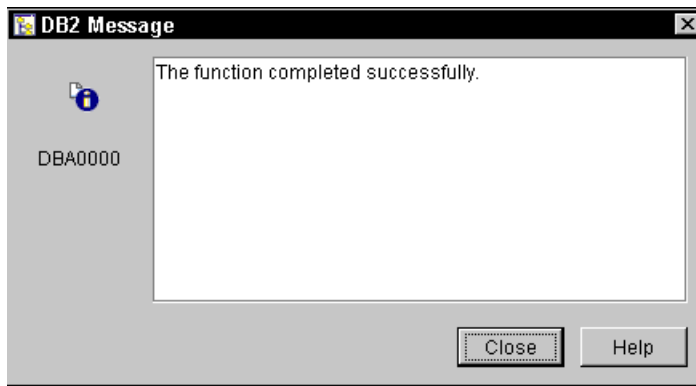 DB2 Message
The function completed successfully.
DBA0000
Close
Help